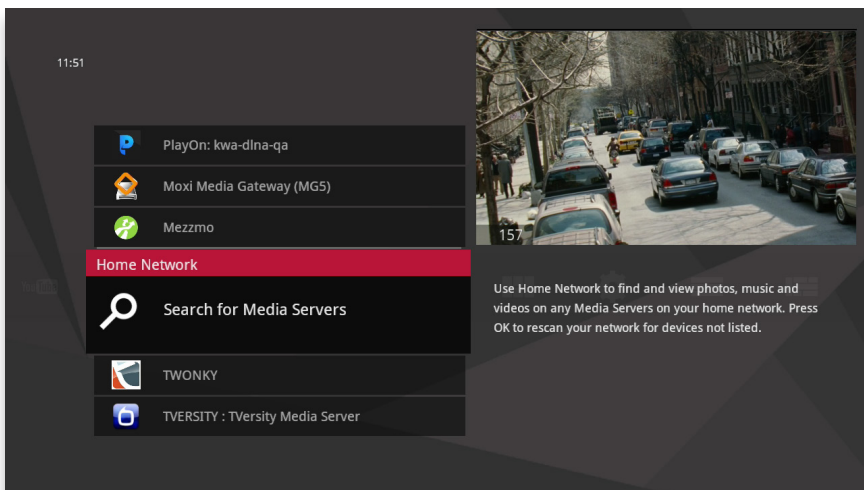 11:51
PlayOn: kwa-dlna-qa
Moxi Media Gateway (MG5)
Mezzmo
Home Network
Search for Media Servers
TWONKY
TVERSITY : TVersity Media Server
157
Use Home Network to find and view photos, music and
videos on any Media Servers on your home network. Press
OK to rescan your network for devices not listed.